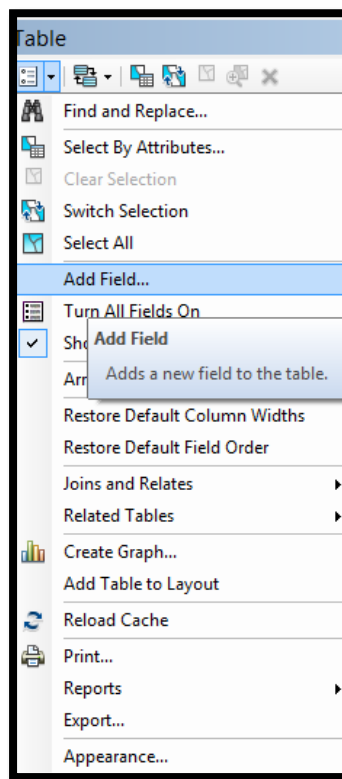 Table
Find and Replace...
Select By Attributes...
Clear Selection
Switch Selection
Select All
Add Field...
Turn All Fields On
Add Field
Adds a new field to the table.
Restore Default Column Widths
Restore Default Field Order
Joins and Relates
Related Tables
Create Graph...
Add Table to Layout
Reload Cache
Print...
Reports
Export...
Appearance...